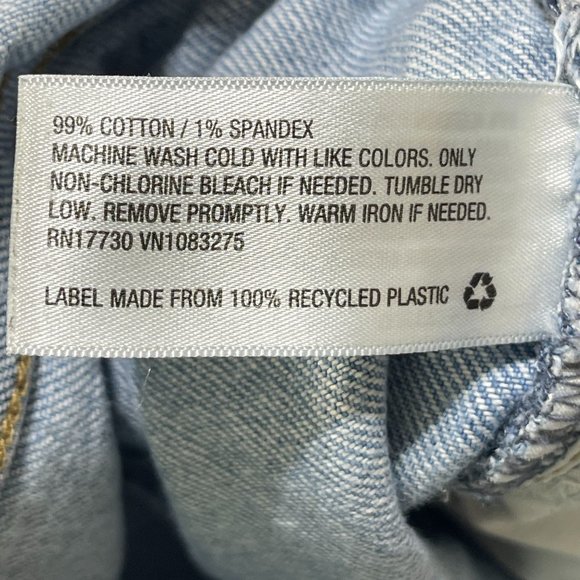 99% COTTON / 1% SPANDEX
MACHINE WASH COLD WITH LIKE COLORS. ONLY
NON-CHLORINE BLEACH IF NEEDED. TUMBLE DRY
LOW. REMOVE PROMPTLY. WARM IRON IF NEEDED.
RN17730 VN1083275
LABEL MADE FROM 100% RECYCLED PLASTIC